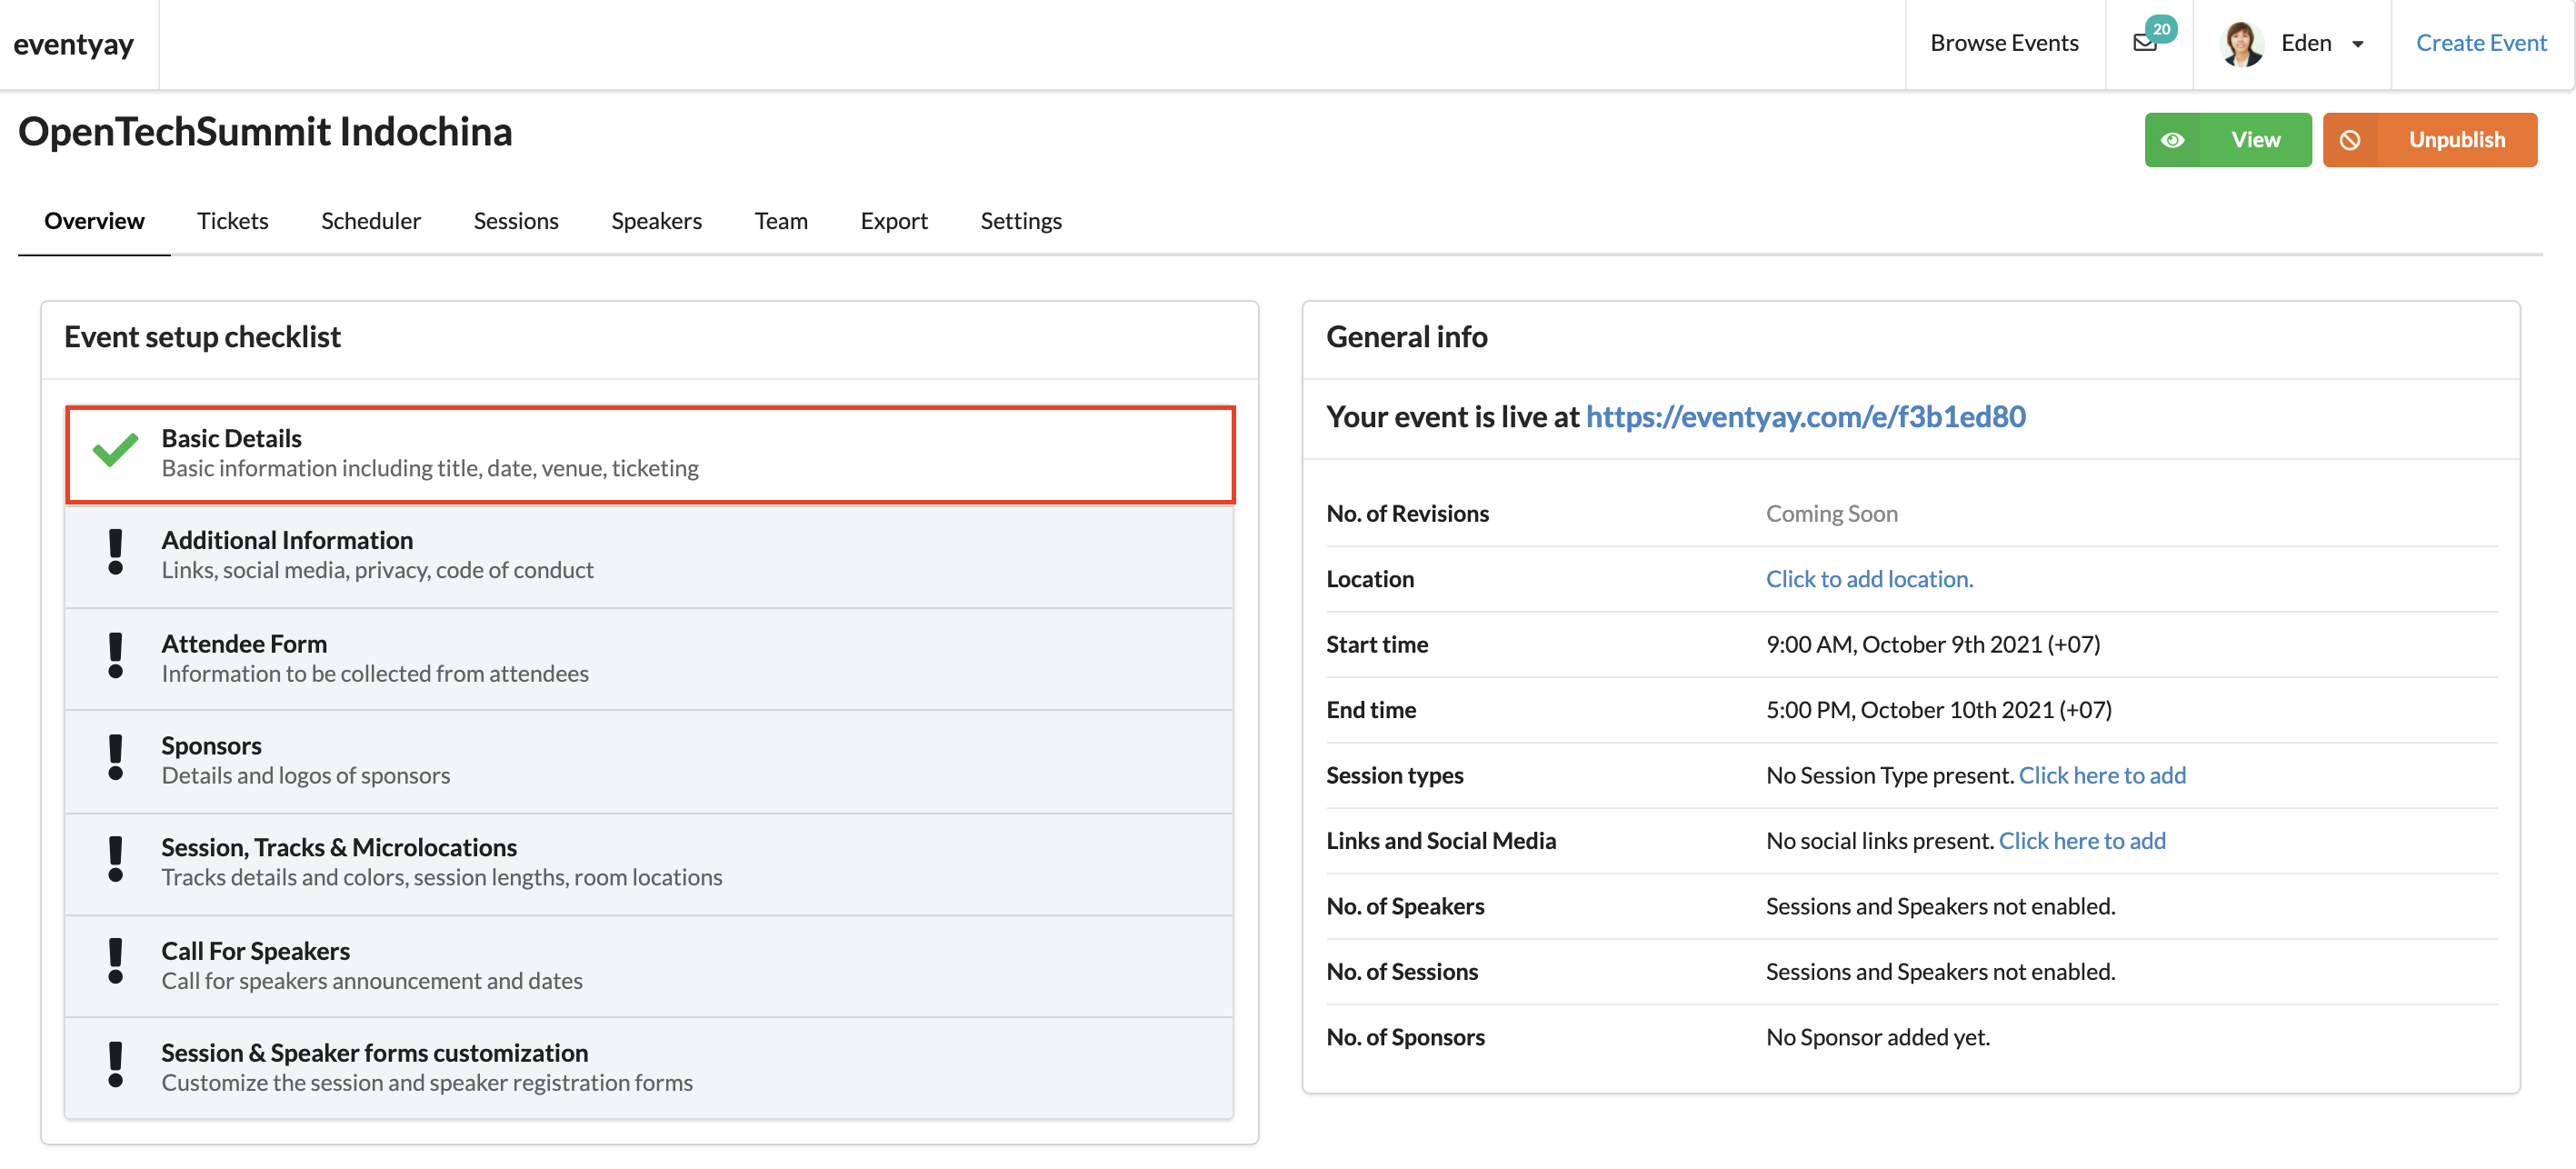 eventyay
Browse Events
20
Eden
Create Event
OpenTechSummit Indochina
View
Unpublish
Overview
Tickets
Scheduler
Sessions
Speakers
Team
Export
Settings
Event setup checklist
Basic Details
Basic information including title, date, venue, ticketing
Additional Information
Links, social media, privacy, code of conduct
Attendee Form
Information to be collected from attendees
Sponsors
Details and logos of sponsors
Session, Tracks & Microlocations
Tracks details and colors, session lengths, room locations
Call For Speakers
Call for speakers announcement and dates
Session & Speaker forms customization
Customize the session and speaker registration forms
General info
Your event is live at https://eventyay.com/e/f3b1ed80
No. of Revisions Coming Soon
Location Click to add location.
Start time 9:00 AM, October 9th 2021 (+07)
End time 5:00 PM, October 10th 2021 (+07)
Session types No Session Type present. Click here to add
Links and Social Media No social links present. Click here to add
No. of Speakers Sessions and Speakers not enabled.
No. of Sessions Sessions and Speakers not enabled.
No. of Sponsors No Sponsor added yet.